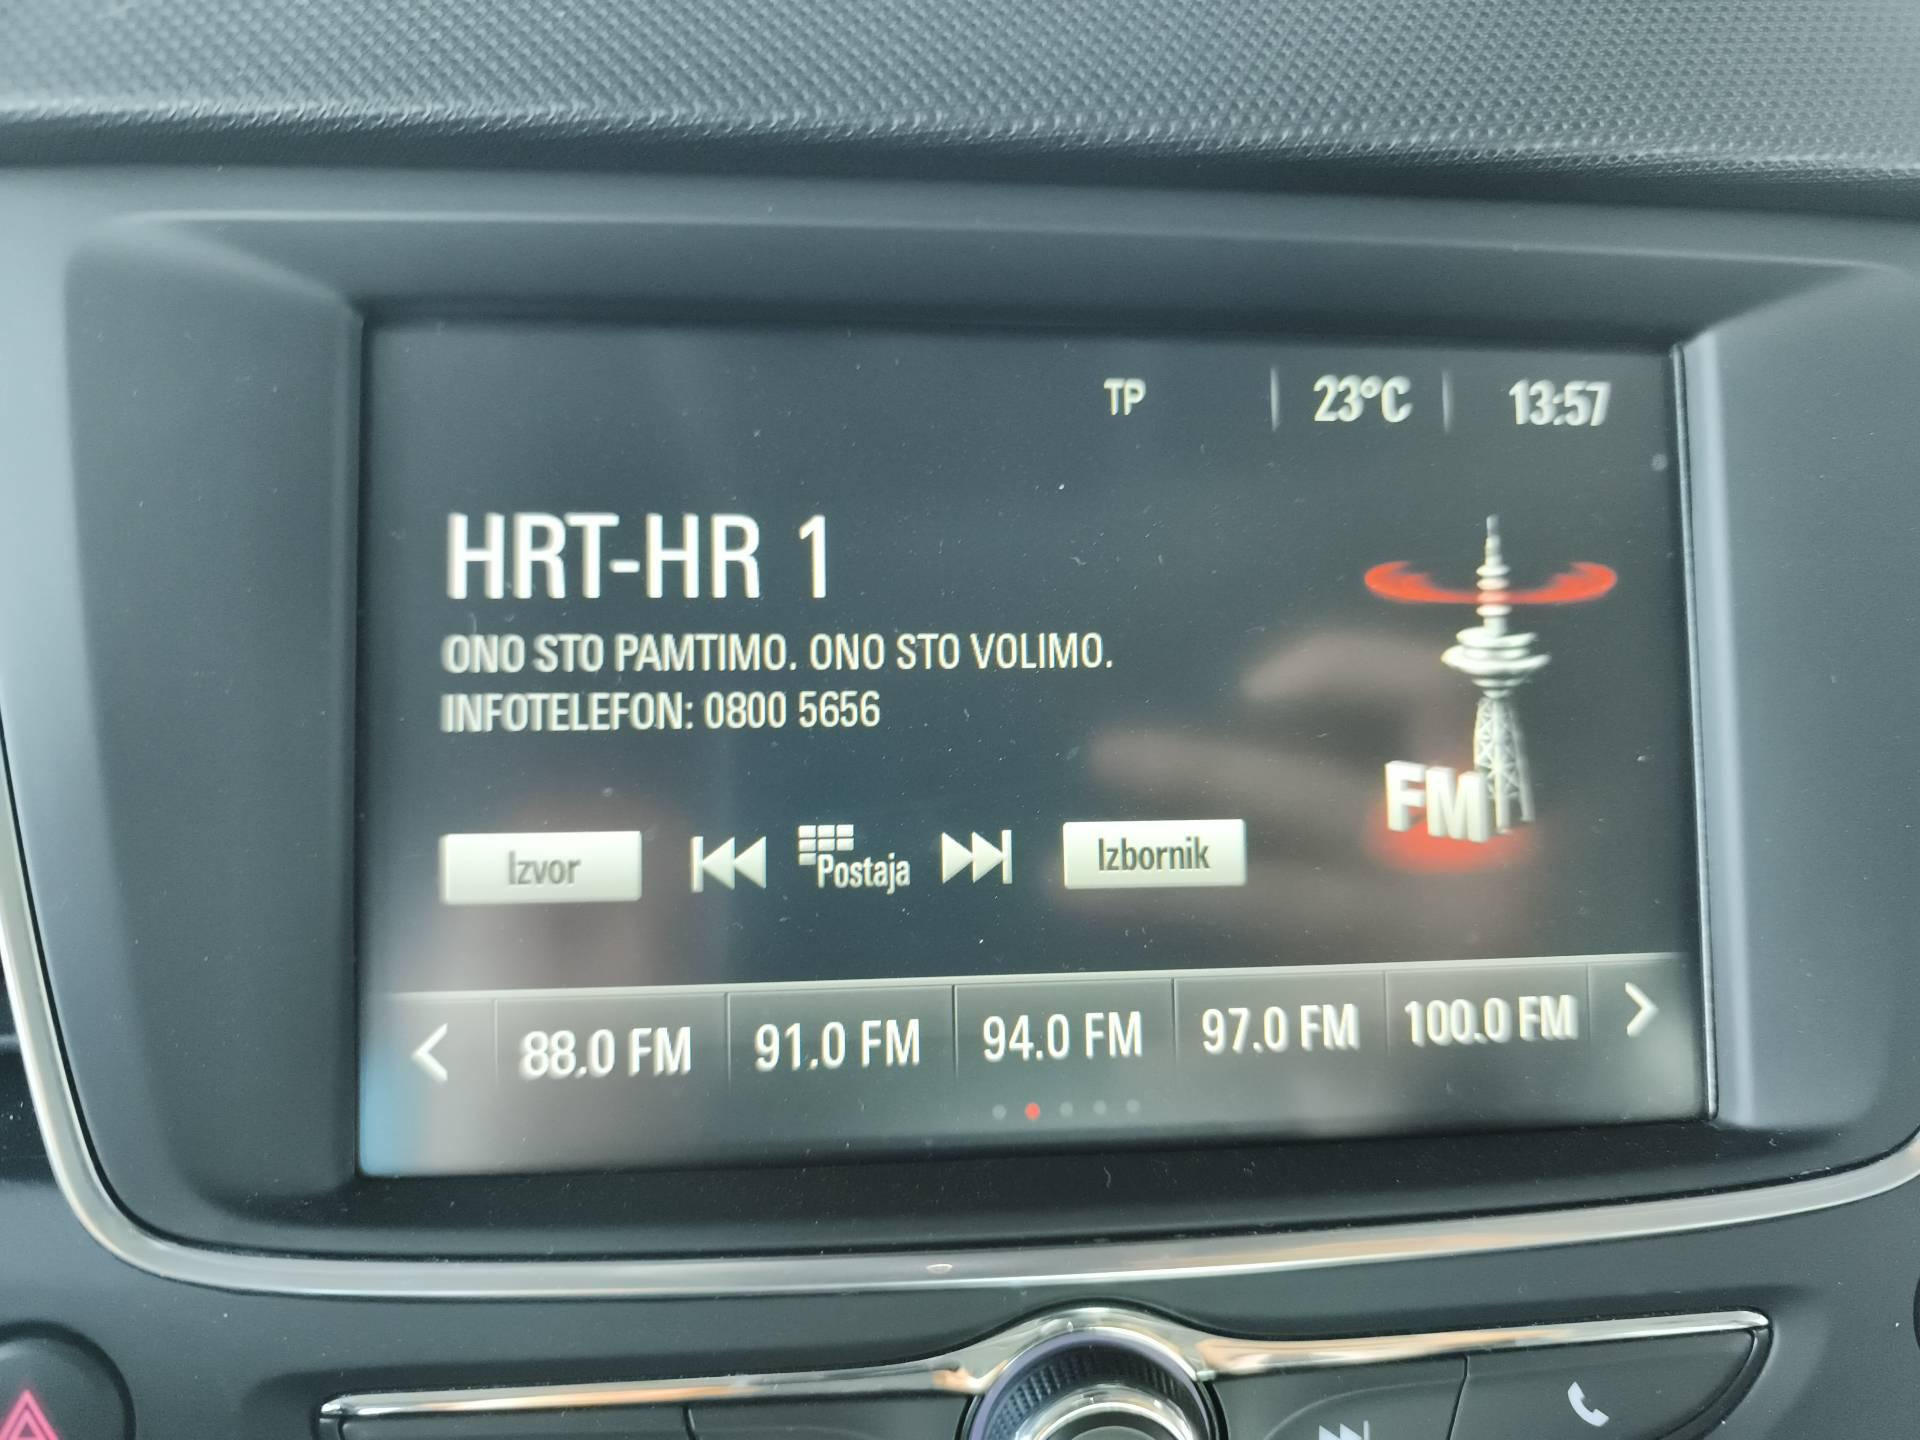 TP 23°C 13:57
HRT-HR 1
ONO STO PAMTIMO. ONO STO VOLIMO.
INFOTELEFON: 0800 5656
Izvor Postaja Izbornik
FM
88.0 FM 91.0 FM 94.0 FM 97.0 FM 100.0 FM